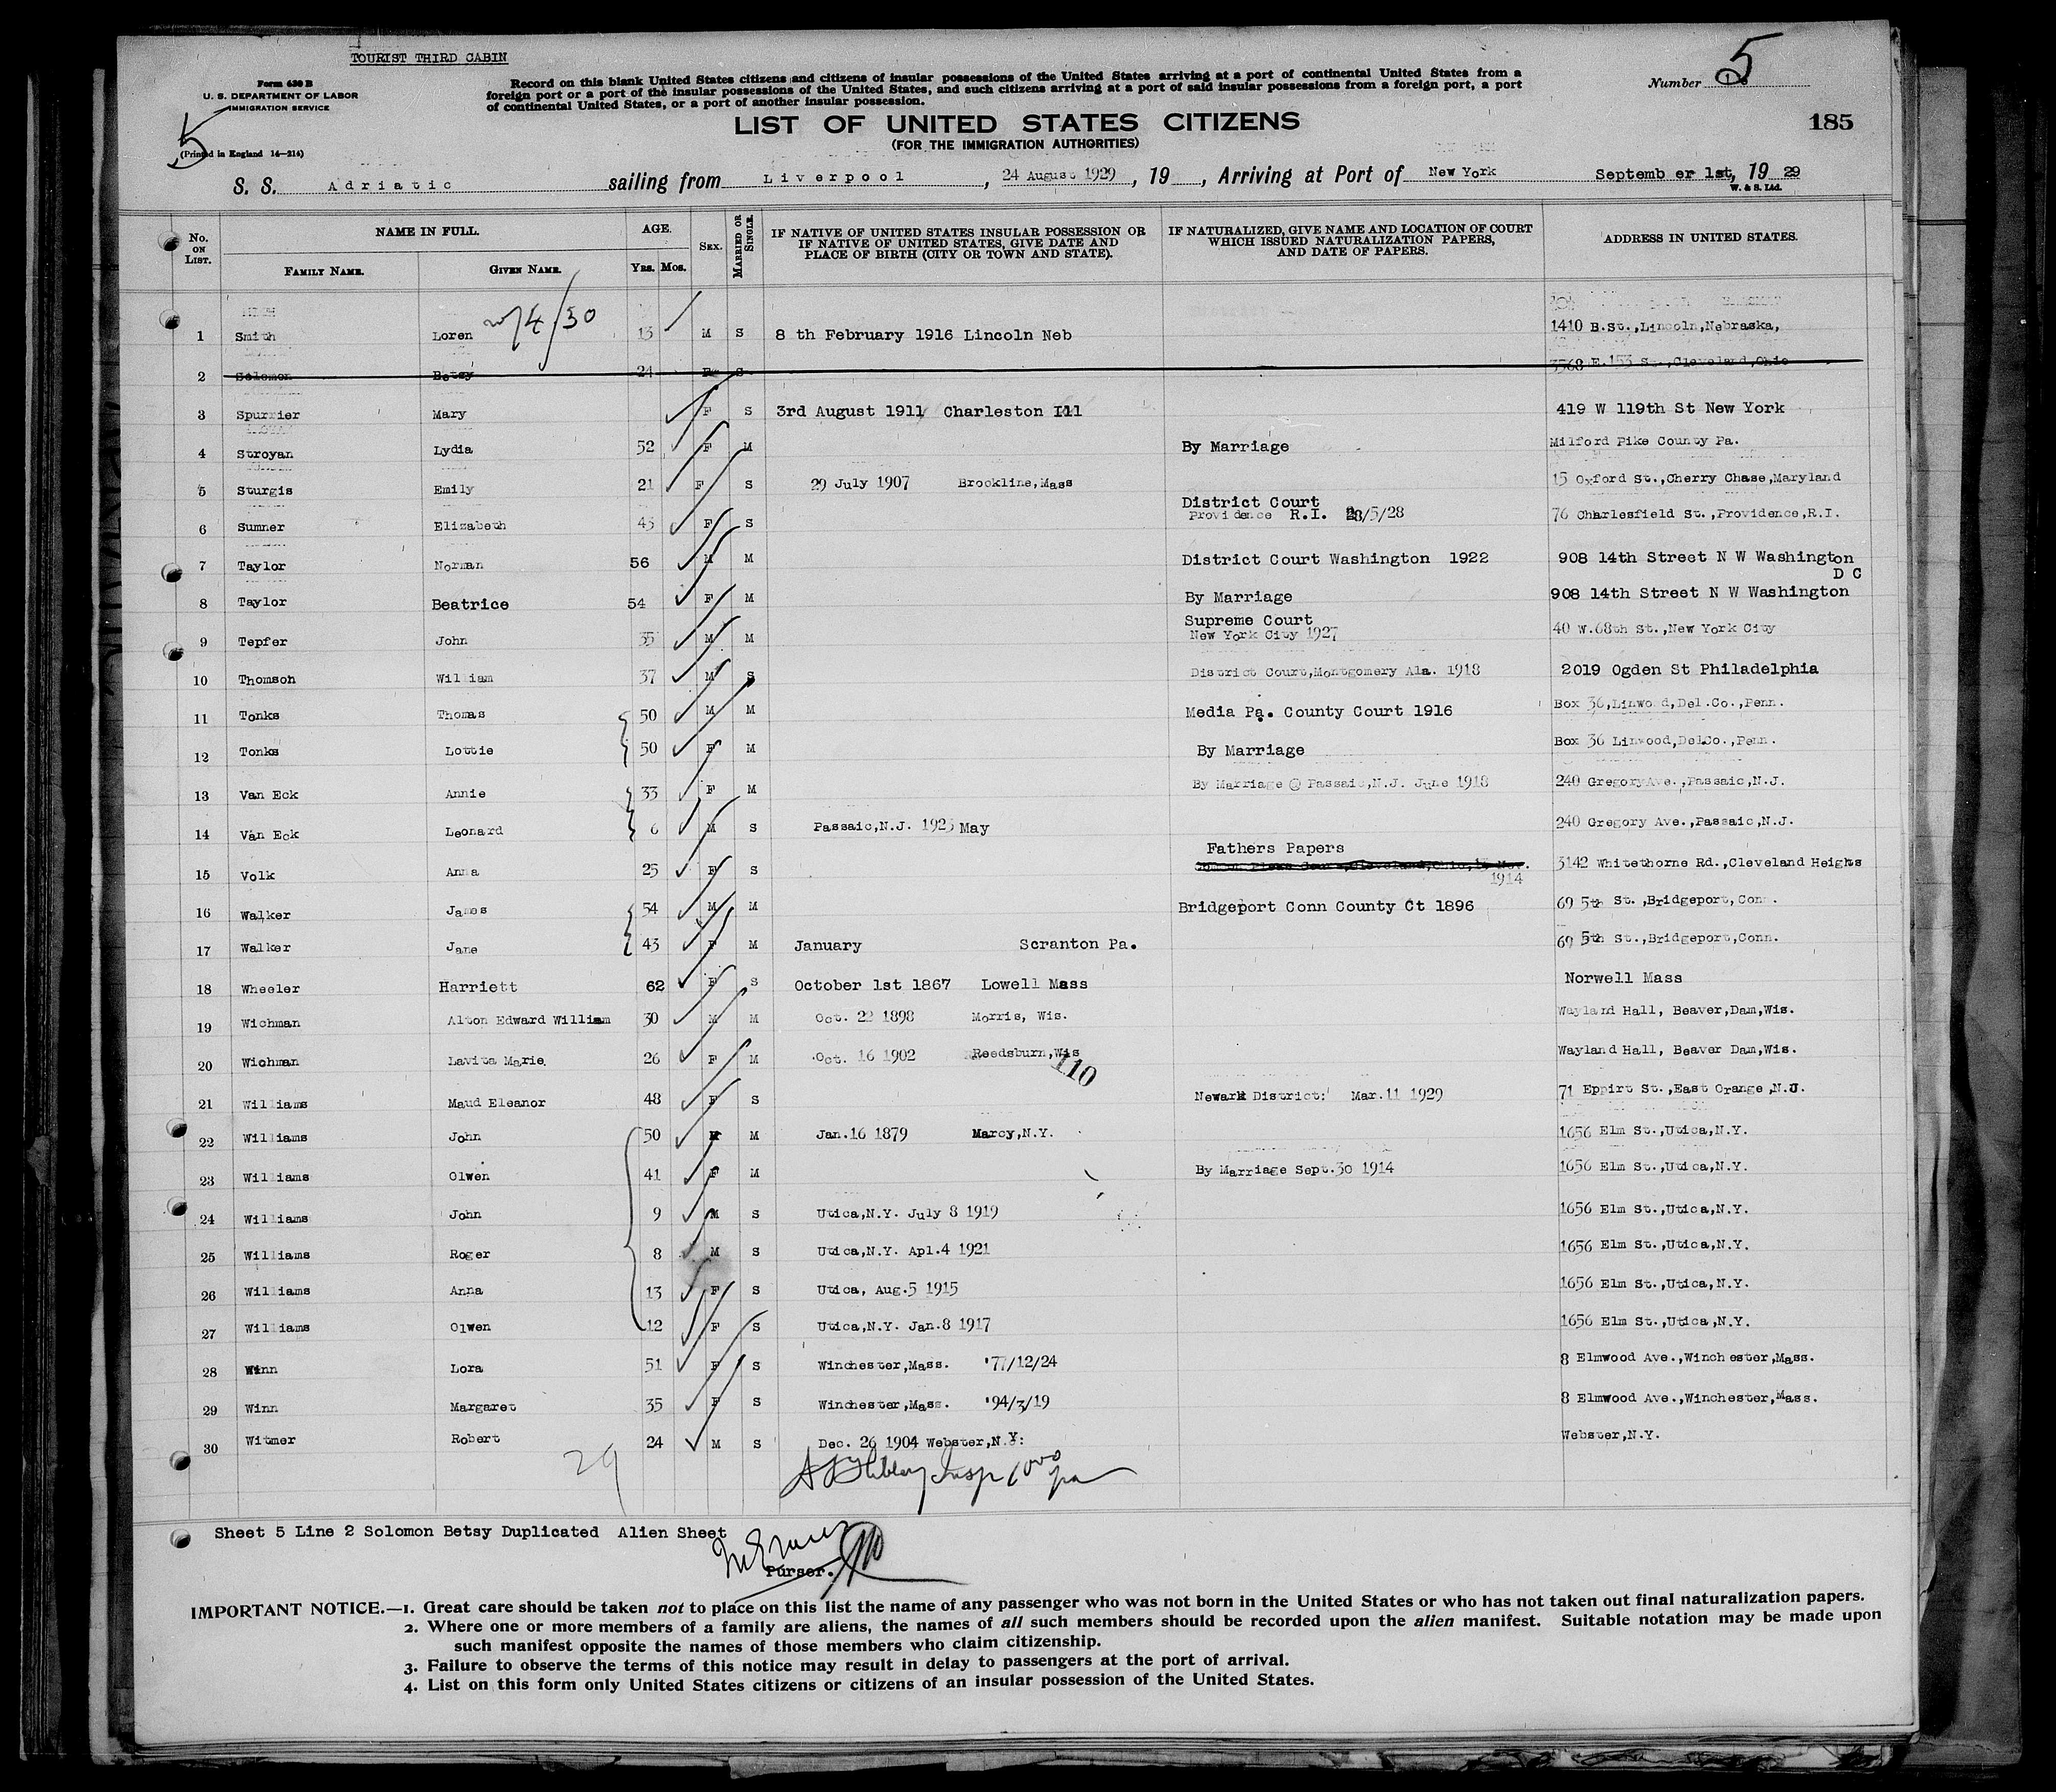 TOURIST THIRD CABIN
Form 630 B
U. S. DEPARTMENT OF LABOR
IMMIGRATION SERVICE
5
(Printed in England 14—214)
Record on this blank United States citizens and citizens of insular possessions of the United States arriving at a port of continental United States from a
foreign port or a port of the insular possessions of the United States, and such citizens arriving at a port of said insular possessions from a foreign port, a port
of continental United States, or a port of another insular possession.
Number 5
185
LIST OF UNITED STATES CITIZENS
(FOR THE IMMIGRATION AUTHORITIES)
S. S. Adriatic sailing from Liverpool, 24 August 1929, 19 , Arriving at Port of New York September 1st, 19 29
W. & S. Ltd.
No. ON LIST. NAME IN FULL. FAMILY NAME. GIVEN NAME. AGE. YRS. MOS. SEX. MARRIED OR SINGLE. IF NATIVE OF UNITED STATES INSULAR POSSESSION OR IF NATIVE OF UNITED STATES, GIVE DATE AND PLACE OF BIRTH (CITY OR TOWN AND STATE). IF NATURALIZED, GIVE NAME AND LOCATION OF COURT WHICH ISSUED NATURALIZATION PAPERS, AND DATE OF PAPERS. ADDRESS IN UNITED STATES.
1 Smith Loren 4/30 13 M S 8 th February 1916 Lincoln Neb 1410 B.St.,Lincoln,Nebraska,
2 Solomon Betsy 24 F S 3568 E.153 St.,Cleveland,Ohio
3 Spurrier Mary F S 3rd August 1911 Charleston Ill 419 W 119th St New York
4 Stroyan Lydia 52 F M By Marriage Milford Pike County Pa.
5 Sturgis Emily 21 F S 29 July 1907 Brookline,Mass 15 Oxford St.,Cherry Chase,Maryland
6 Sumner Elizabeth 45 F S District Court Providence R.I. 28/5/28 76 Charlesfield St.,Providence,R.I.
7 Taylor Norman 56 M M District Court Washington 1922 908 14th Street N W Washington D C
8 Taylor Beatrice 54 F M By Marriage 908 14th Street N W Washington
9 Tepfer John 35 M M Supreme Court New York City 1927 40 W.68th St.,New York City
10 Thomson William 37 M S District Court,Montgomery Ala. 1918 2019 Ogden St Philadelphia
11 Tonks Thomas 50 M M Media Pa. County Court 1916 Box 36,Linwood,Del.Co.,Penn.
12 Tonks Lottie 50 F M By Marriage Box 36 Linwood,DelCo.,Penn.
13 Van Eck Annie 33 F M By Marriage @ Passaic,N.J. June 1918 240 GregoryAve.,Passaic,N.J.
14 Van Eck Leonard 6 M S Passaic,N.J. 1923 May 240 Gregory Ave.,Passaic,N.J.
15 Volk Anna 25 F S Fathers Papers 1914 3142 Whitethorne Rd.,Cleveland Heights
16 Walker James 54 M M Bridgeport Conn County Ct 1896 69 5th St.,Bridgeport,Conn.
17 Walker Jane 43 F M January Scranton Pa. 69 5th St.,Bridgeport,Conn.
18 Wheeler Harriett 62 F S October 1st 1867 Lowell Mass Norwell Mass
19 Wichman Alton Edward William 30 M M Oct. 22 1898 Morris, Wis. Wayland Hall, Beaver,Dam,Wis.
20 Wichman Lavita Marie 26 F M Oct. 16 1902 Reedsburn,Wis Wayland Hall, Beaver Dam,Wis.
110
21 Williams Maud Eleanor 48 F S Newark District: Mar.11 1929 71 Eppirt St.,East Orange,N.J.
22 Williams John 50 M M Jan.16 1879 Marcy,N.Y. 1656 Elm St.,Utica,N.Y.
23 Williams Olwen 41 F M By Marriage Sept.30 1914 1656 Elm St.,Utica,N.Y.
24 Williams John 9 M S Utica,N.Y. July 8 1919 1656 Elm St.,Utica,N.Y.
25 Williams Roger 8 M S Utica,N.Y. Apl.4 1921 1656 Elm St.,Utica,N.Y.
26 Williams Anna 13 F S Utica, Aug.5 1915 1656 Elm St.,Utica,N.Y.
27 Williams Olwen 12 F S Utica,N.Y. Jan.8 1917 1656 Elm St.,Utica,N.Y.
28 Winn Lora 51 F S Winchester,Mass. '77/12/24 8 Elmwood Ave.,Winchester,Mass.
29 Winn Margaret 35 F S Winchester,Mass. '94/3/19 8 Elmwood Ave.,Winchester,Mass.
30 Witmer Robert 24 M S Dec. 26 1904 Webster,N.Y. Webster,N.Y.
29
Sheet 5 Line 2 Solomon Betsy Duplicated Alien Sheet
Purser.
IMPORTANT NOTICE.—1. Great care should be taken not to place on this list the name of any passenger who was not born in the United States or who has not taken out final naturalization papers.
2. Where one or more members of a family are aliens, the names of all such members should be recorded upon the alien manifest. Suitable notation may be made upon
such manifest opposite the names of those members who claim citizenship.
3. Failure to observe the terms of this notice may result in delay to passengers at the port of arrival.
4. List on this form only United States citizens or citizens of an insular possession of the United States.